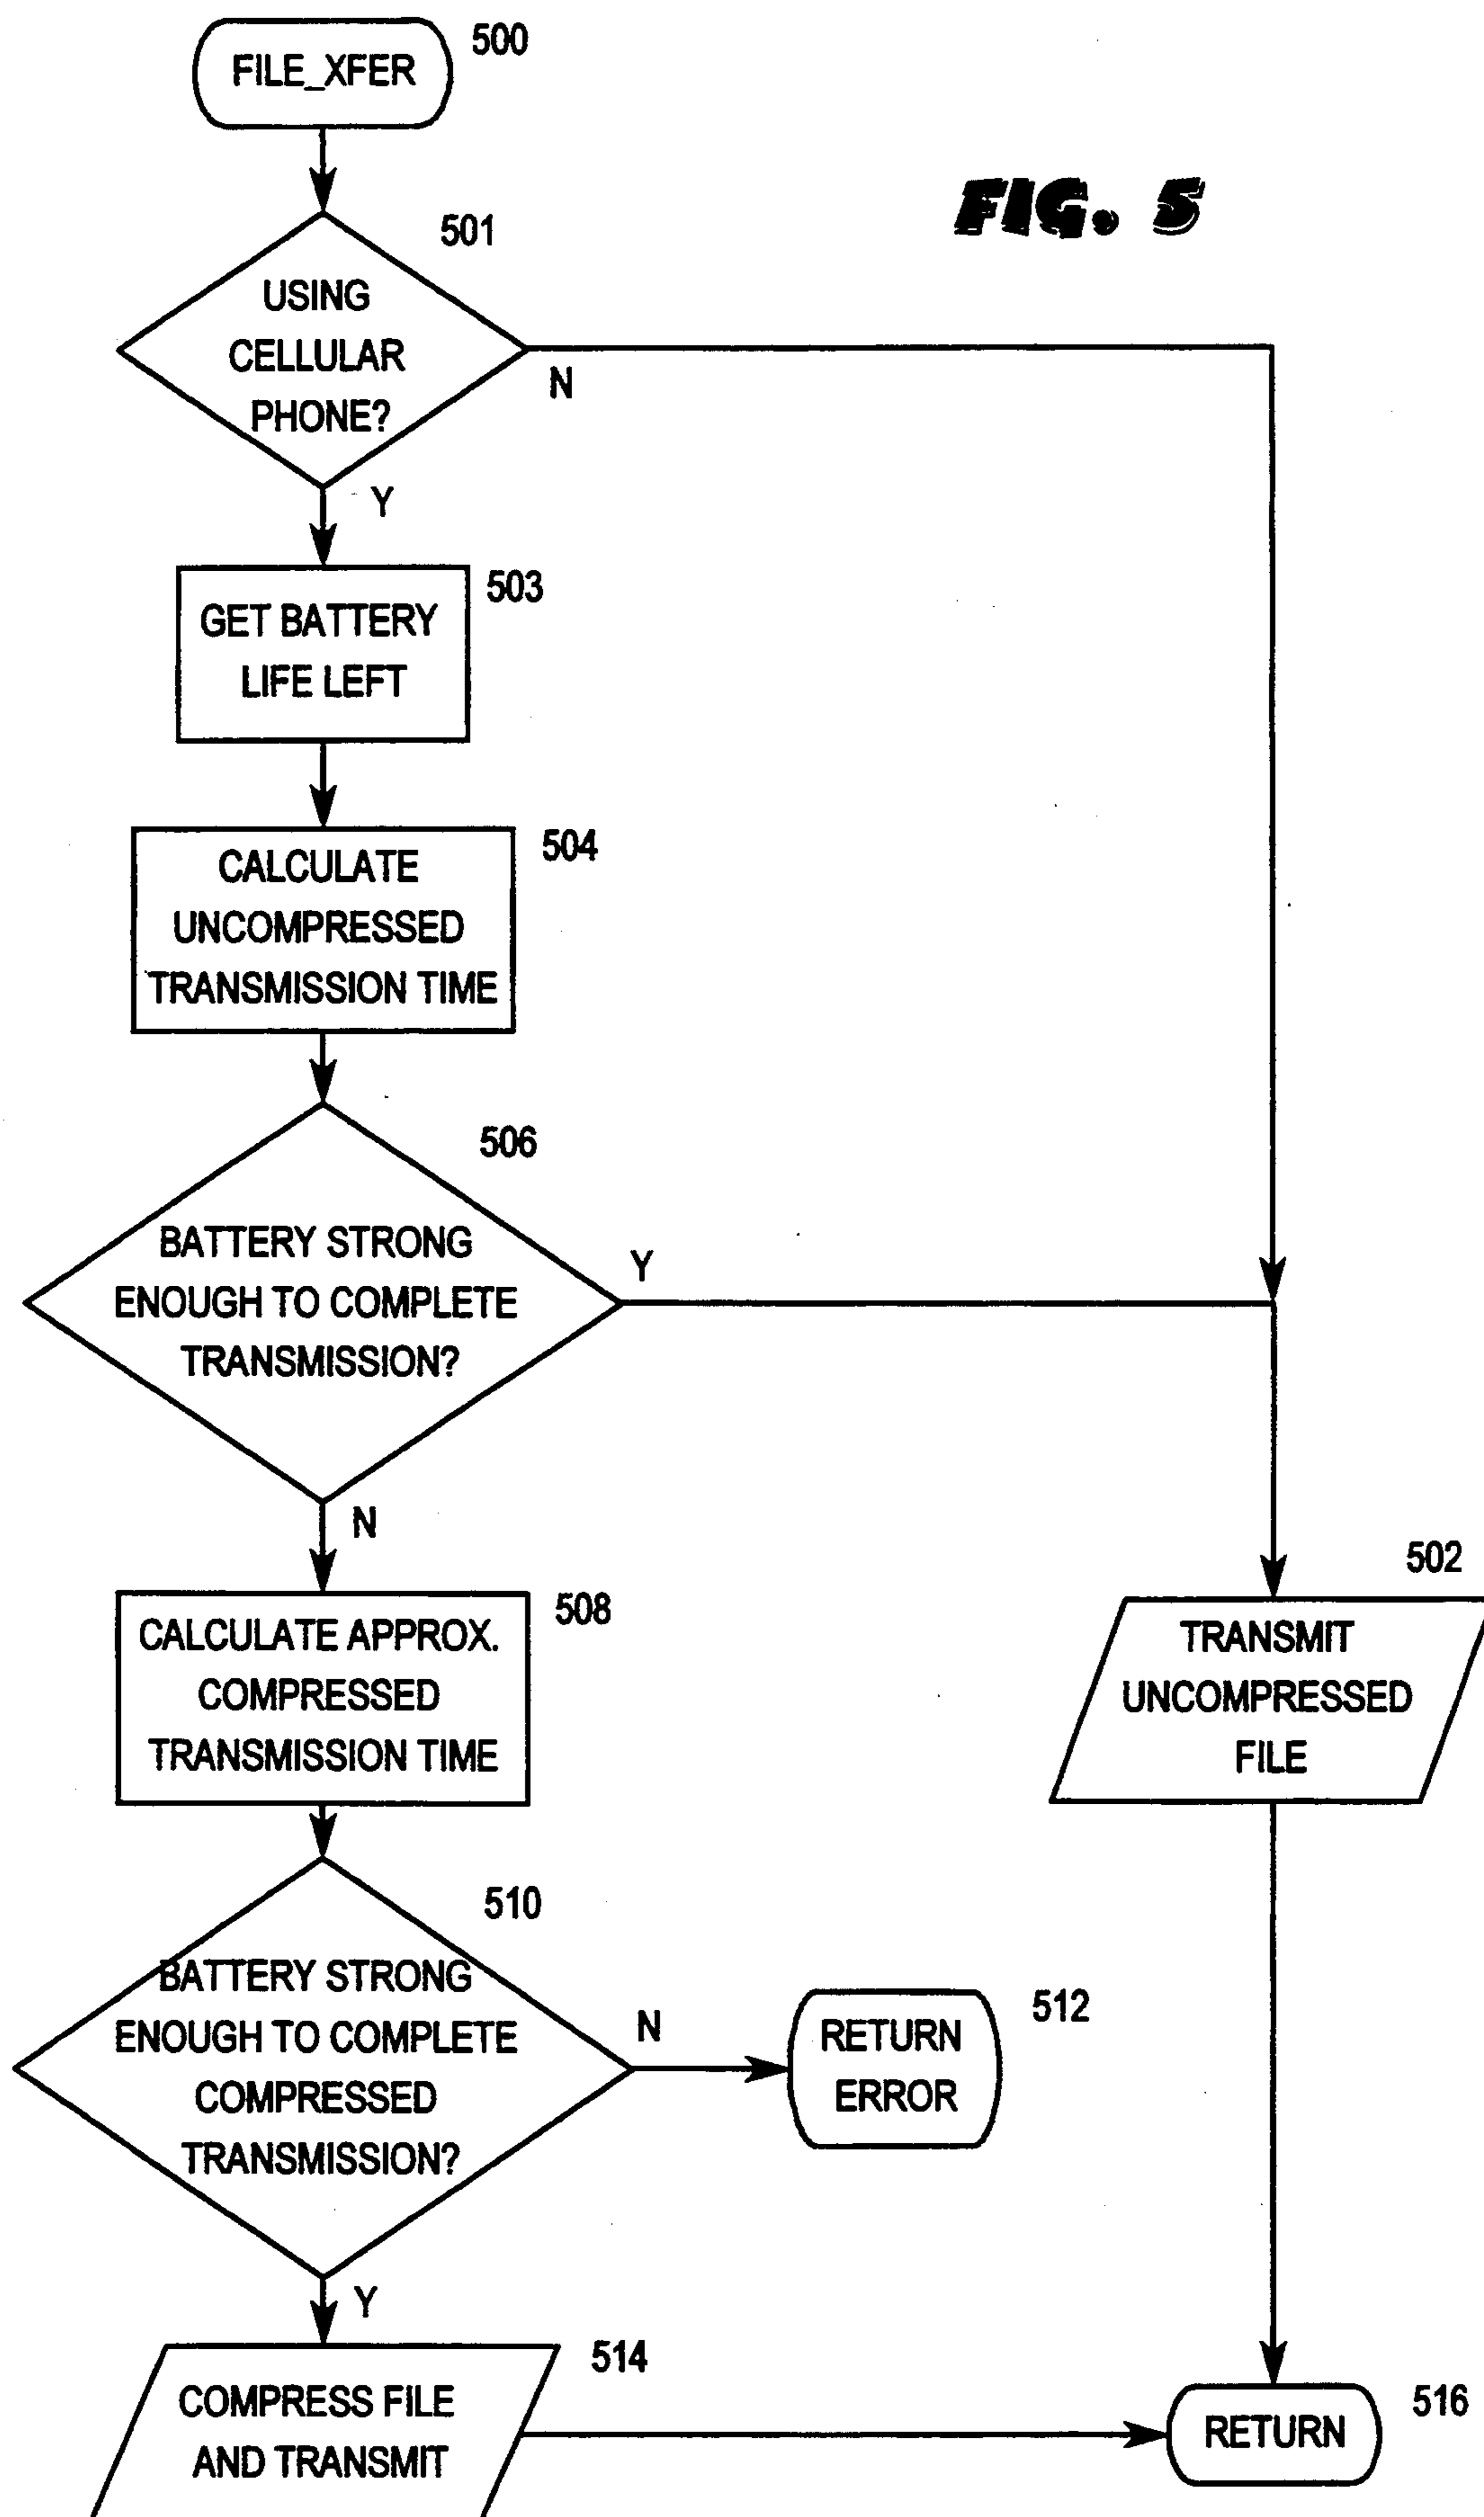 500
FILE_XFER
FIG. 5
501
USING
CELLULAR
PHONE?
N
Y
503
GET BATTERY
LIFE LEFT
504
CALCULATE
UNCOMPRESSED
TRANSMISSION TIME
506
BATTERY STRONG
ENOUGH TO COMPLETE
TRANSMISSION?
Y
N
508
CALCULATE APPROX.
COMPRESSED
TRANSMISSION TIME
502
TRANSMIT
UNCOMPRESSED
FILE
510
BATTERY STRONG
ENOUGH TO COMPLETE
COMPRESSED
TRANSMISSION?
N
512
RETURN
ERROR
Y
514
COMPRESS FILE
AND TRANSMIT
516
RETURN